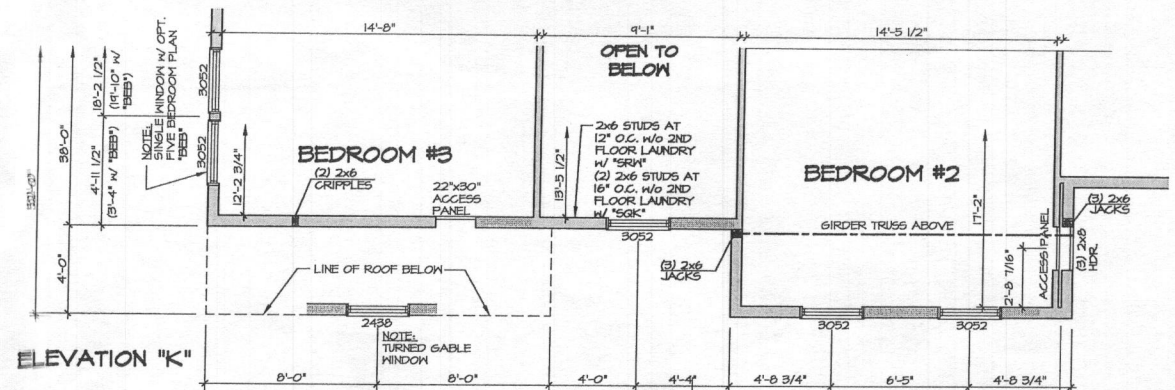 14'-8"
9'-1"
14'-5 1/2"
OPEN TO
BELOW
38'-0"
18'-2 1/2"
(19'-10" W/
"BEB")
4'-11 1/2"
(3'-4" W/ "BEB")
NOTE:
SINGLE WINDOW W/ OPT.
FIVE BEDROOM PLAN
"BEB"
3052
3052
12'-2 3/4"
BEDROOM #3
(2) 2x6
CRIPPLES
22"x30"
ACCESS
PANEL
13'-5 1/2"
2x6 STUDS AT
12" O.C. w/o 2ND
FLOOR LAUNDRY
W/ "SRW"
(2) 2x6 STUDS AT
16" O.C. w/o 2ND
FLOOR LAUNDRY
W/ "SQK"
3052
BEDROOM #2
17'-2"
GIRDER TRUSS ABOVE
(3) 2x6
JACKS
(3) 2x6
JACKS
(3) 2x8
HDR.
ACCESS PANEL
2'-8 7/16"
4'-0"
LINE OF ROOF BELOW
2438
NOTE:
TURNED GABLE
WINDOW
3052
3052
ELEVATION "K"
8'-0"
8'-0"
4'-0"
4'-4"
4'-8 3/4"
6'-5"
4'-8 3/4"